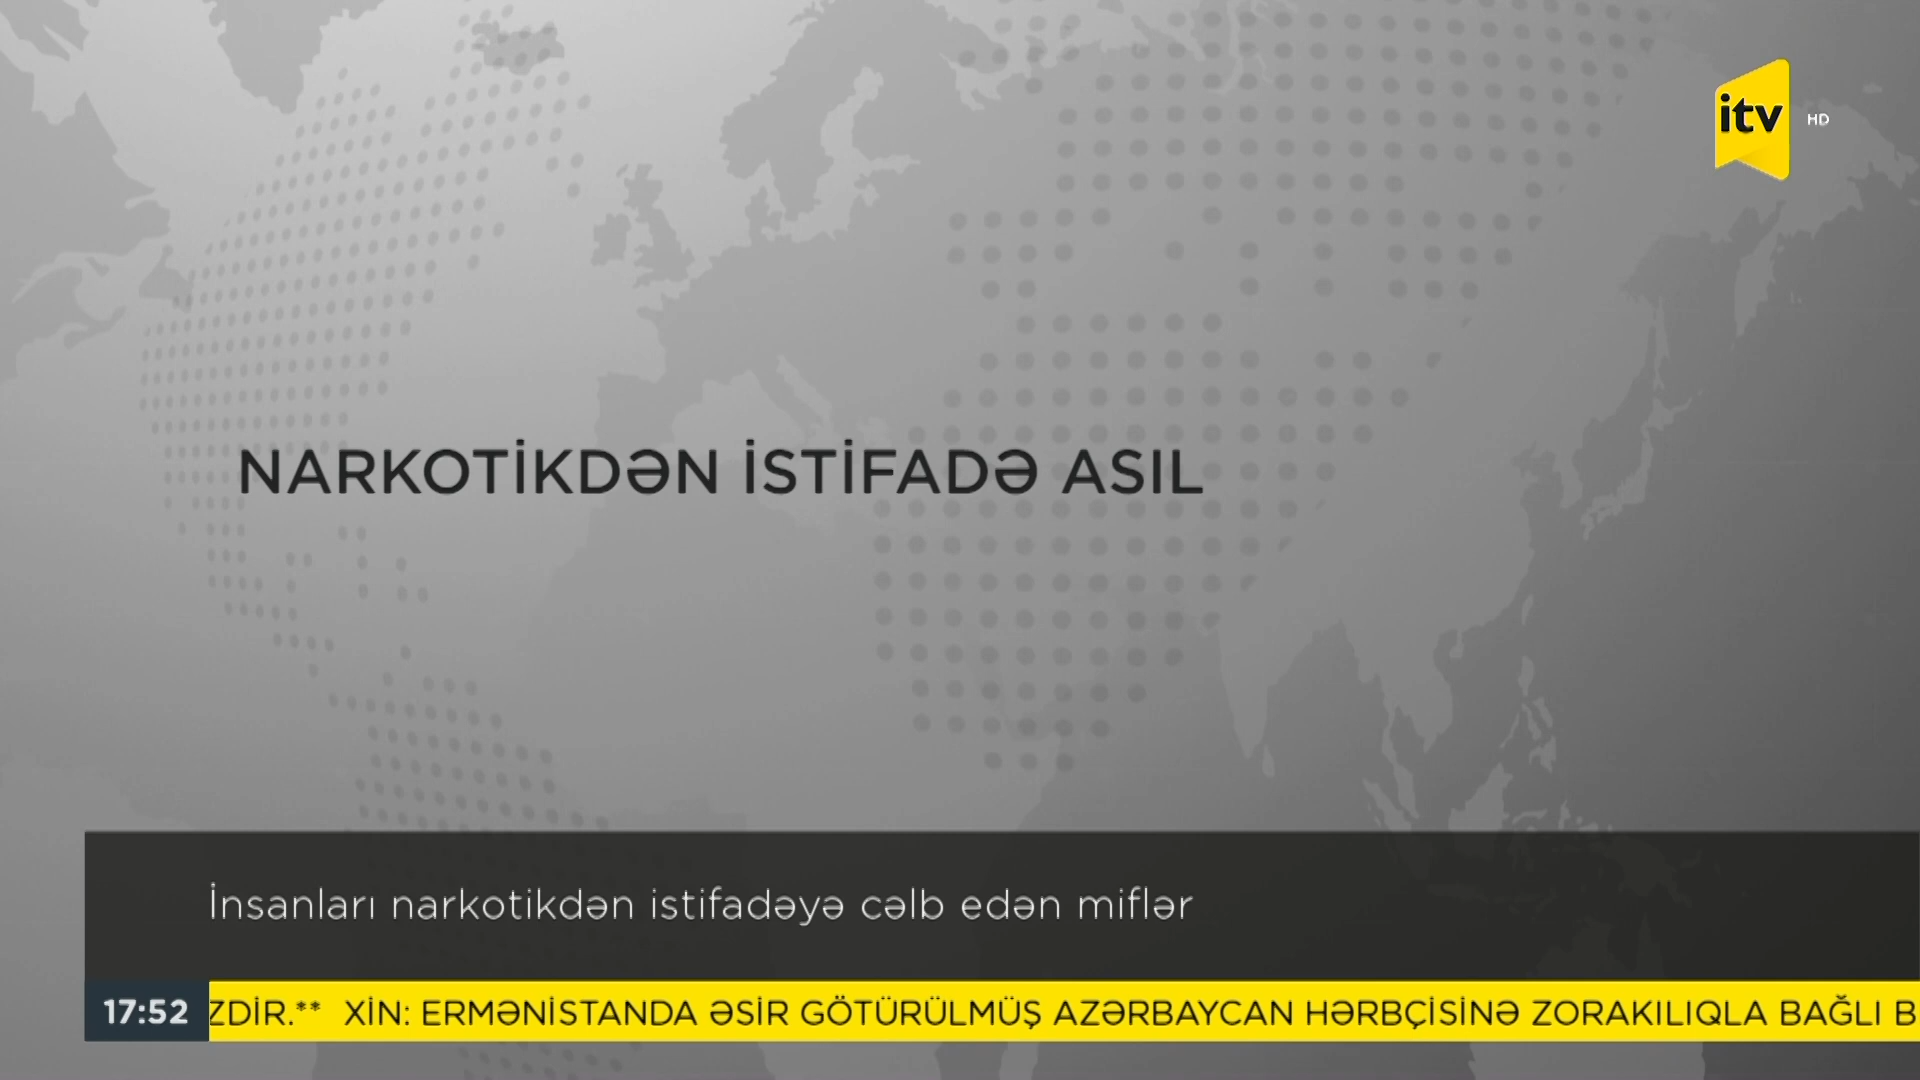 itv HD
NARKOTİKDƏN İSTİFADƏ ASIL
İnsanları narkotikdən istifadəyə cəlb edən miflər
17:52 ZDİR.** XİN: ERMƏNİSTANDA ƏSİR GÖTÜRÜLMÜŞ AZƏRBAYCAN HƏRBÇİSİNƏ ZORAKILIQLA BAĞLI B